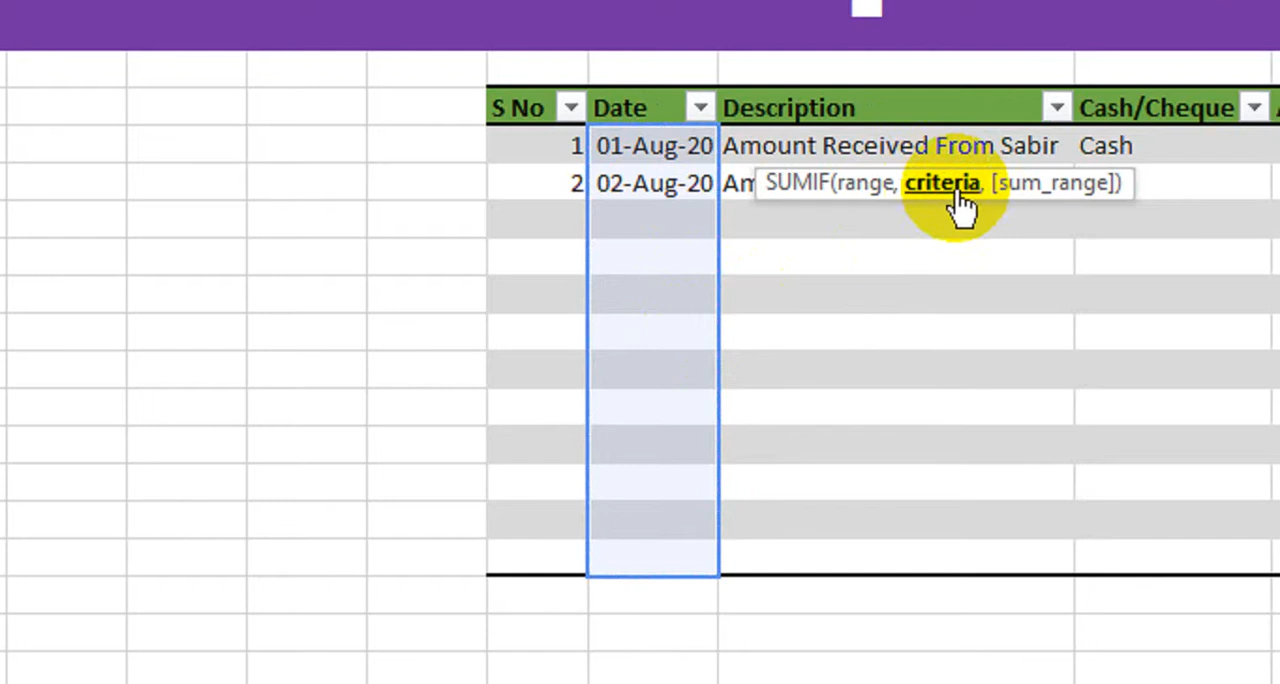 S No Date Description Cash/Cheque
1 01-Aug-20 Amount Received From Sabir Cash
2 02-Aug-20 Am
SUMIF(range, criteria, [sum_range])